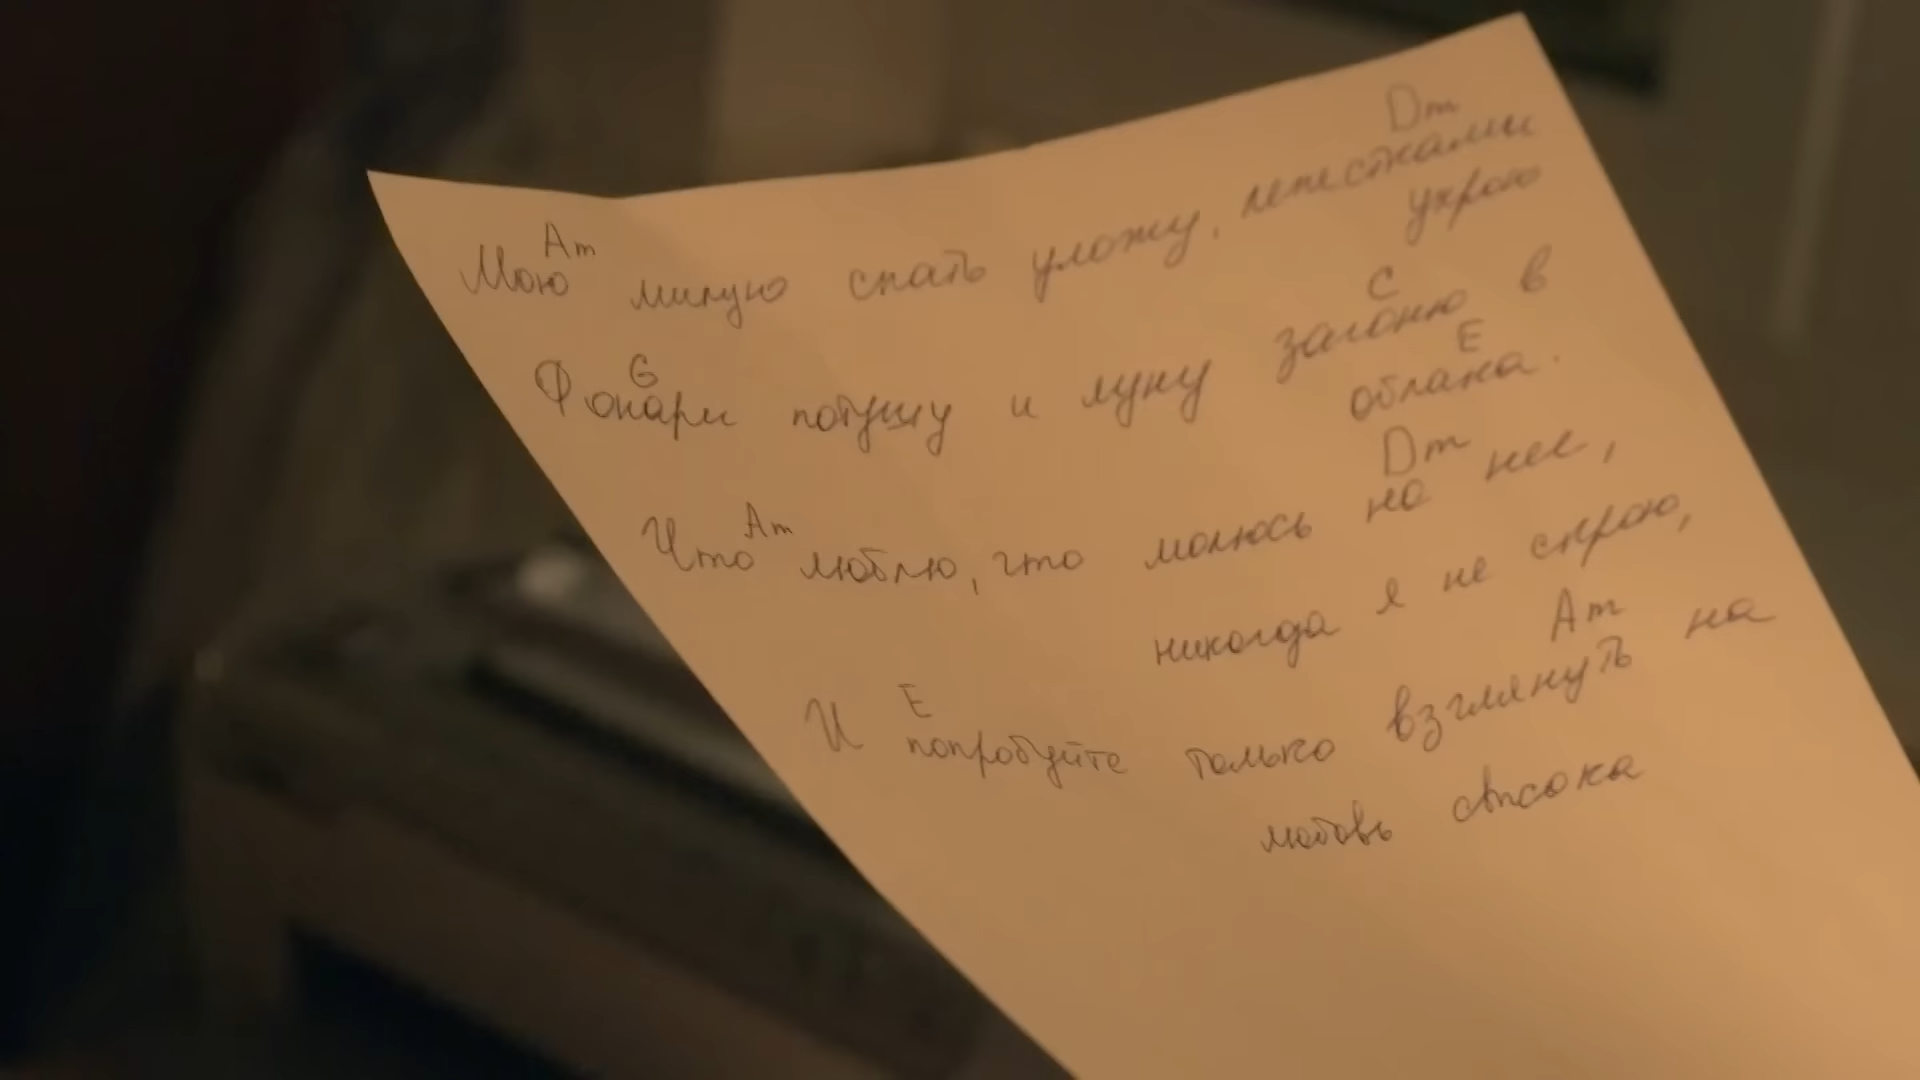 Am Dm
Мою милую спать уложу, лепестками
укрою
G C
Фонари потушу и луну загоню в
E
облака.
Am Dm
Что люблю, что молюсь на нее,
никогда я не скрою,
E Am
И попробуйте только взглянуть на
любовь свысока